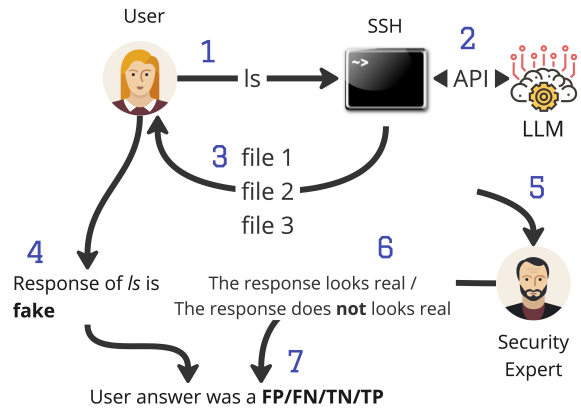 User
SSH
1
2
ls
~>
API
LLM
3
file 1
file 2
file 3
5
4
6
Response of ls is
fake
The response looks real /
The response does not looks real
Security
Expert
7
User answer was a FP/FN/TN/TP